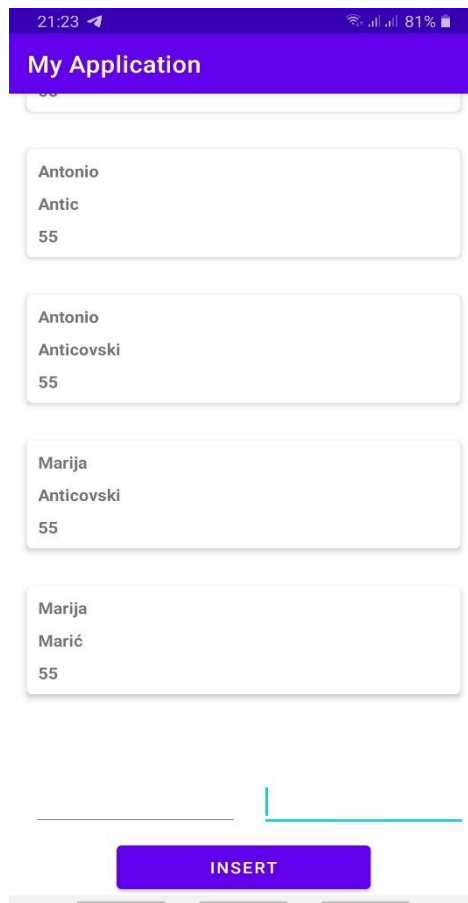 21:23 81%
My Application
Antonio
Antic
55
Antonio
Anticovski
55
Marija
Anticovski
55
Marija
Marić
55
INSERT